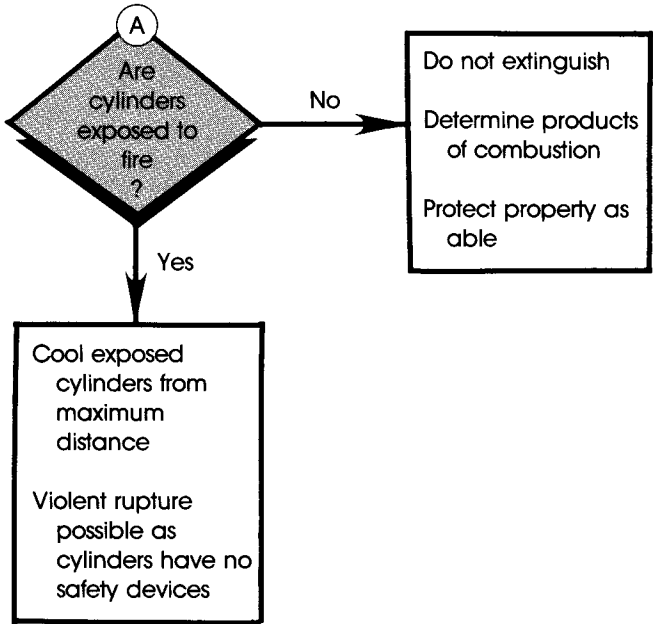 A
Are
cylinders
exposed to
fire
?
No
Do not extinguish
Determine products
of combustion
Protect property as
able
Yes
Cool exposed
cylinders from
maximum
distance
Violent rupture
possible as
cylinders have no
safety devices